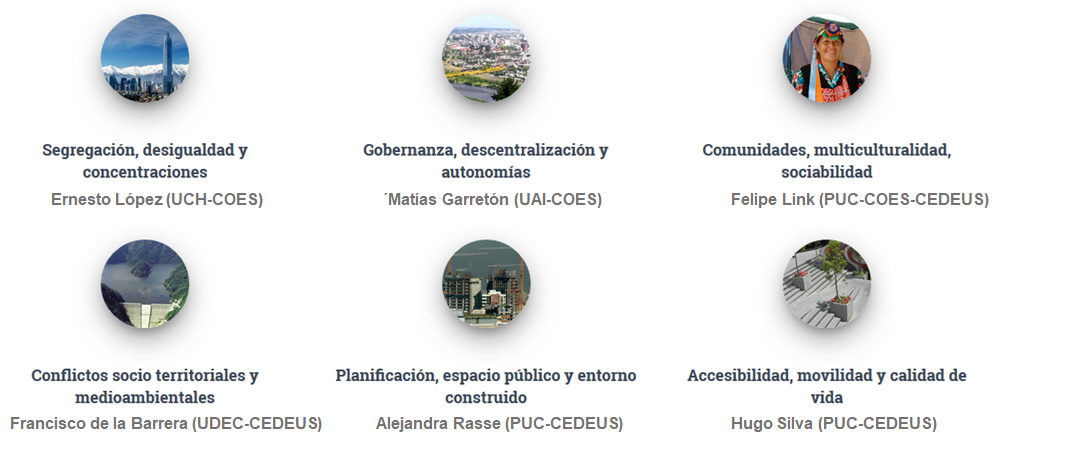 Segregación, desigualdad y
concentraciones
Ernesto López (UCH-COES)
Gobernanza, descentralización y
autonomías
´Matías Garretón (UAI-COES)
Comunidades, multiculturalidad,
sociabilidad
Felipe Link (PUC-COES-CEDEUS)
Conflictos socio territoriales y
medioambientales
Francisco de la Barrera (UDEC-CEDEUS)
Planificación, espacio público y entorno
construido
Alejandra Rasse (PUC-CEDEUS)
Accesibilidad, movilidad y calidad de
vida
Hugo Silva (PUC-CEDEUS)